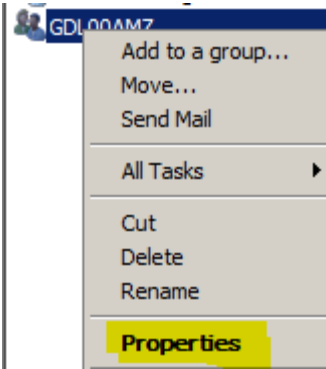 GDL00AMZ
Add to a group...
Move...
Send Mail
All Tasks
Cut
Delete
Rename
Properties